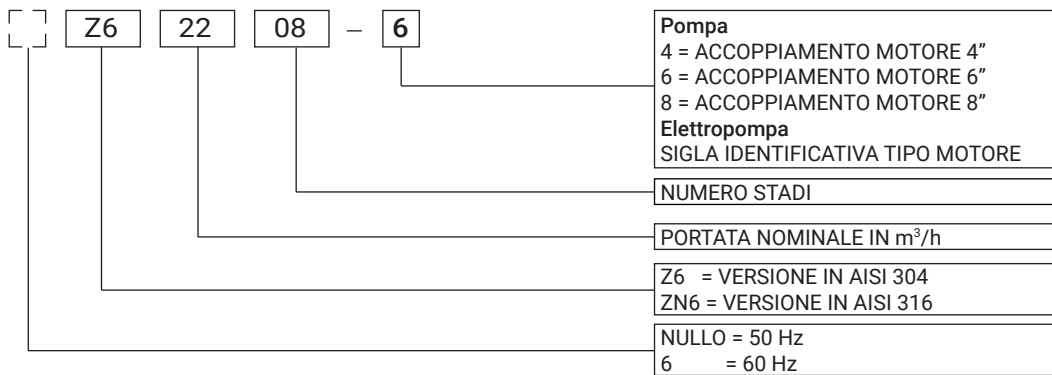 Z6 22 08 – 6
Pompa
4 = ACCOPPIAMENTO MOTORE 4”
6 = ACCOPPIAMENTO MOTORE 6”
8 = ACCOPPIAMENTO MOTORE 8”
Elettropompa
SIGLA IDENTIFICATIVA TIPO MOTORE
NUMERO STADI
PORTATA NOMINALE IN m³/h
Z6 = VERSIONE IN AISI 304
ZN6 = VERSIONE IN AISI 316
NULLO = 50 Hz
6 = 60 Hz